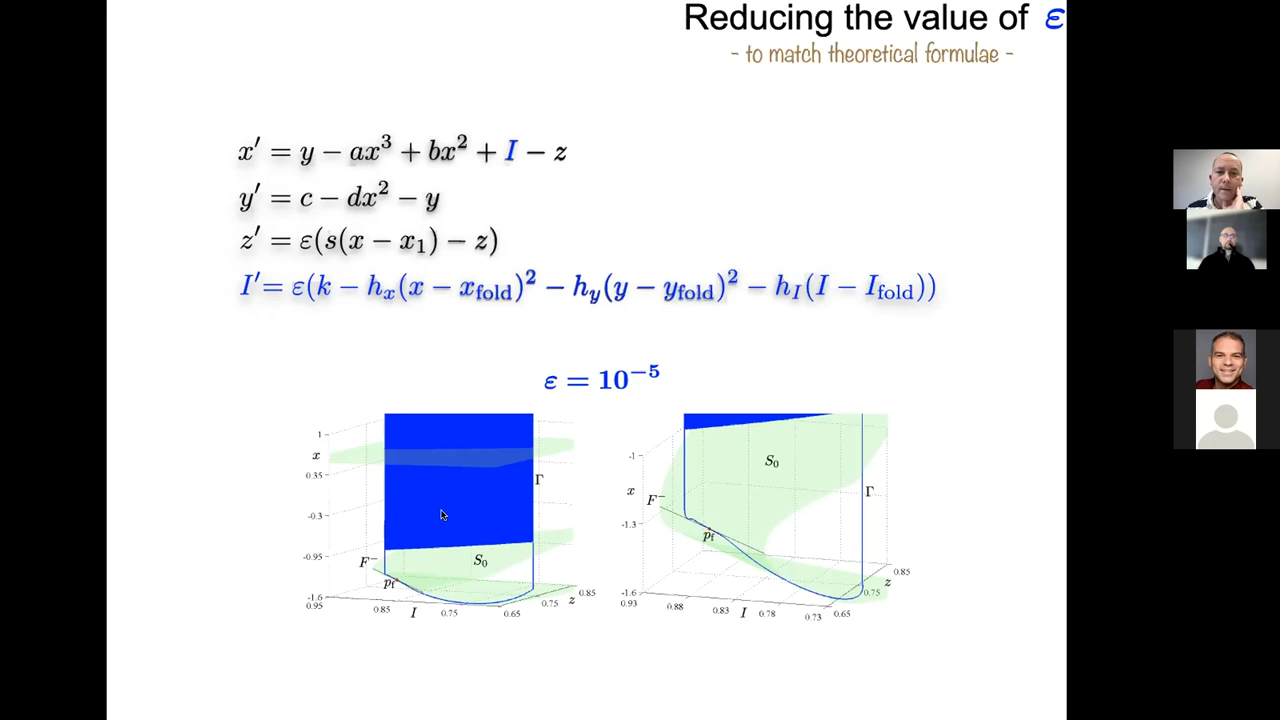 Reducing the value of ε
- to match theoretical formulae -
x′ = y − ax³ + bx² + I − z
y′ = c − dx² − y
z′ = ε(s(x − x₁) − z)
I′ = ε(k − hₓ(x − x_fold)² − h_y(y − y_fold)² − h_I(I − I_fold))
ε = 10⁻⁵
1
x
0.35
-0.3
-0.95
-1.6
F⁻
p_f
S₀
Γ
0.95
0.85
I
0.75
0.65
0.75
z
0.85
-1
x
-1.3
-1.6
F⁻
p_f
S₀
Γ
0.93
0.88
0.83
I
0.78
0.73
0.65
0.75
z
0.85